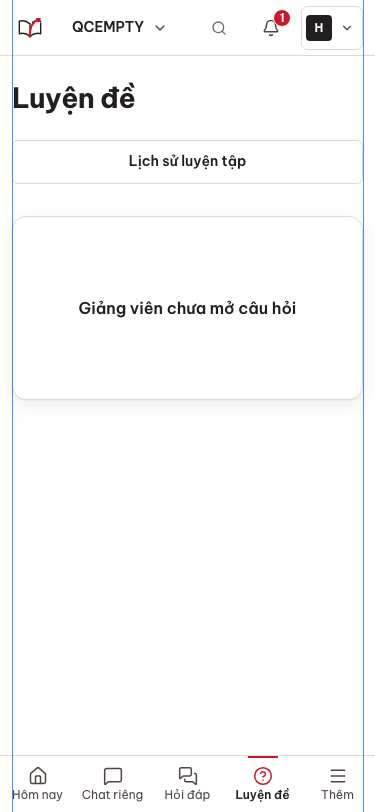 QCEMPTY
1
H
Luyện đề
Lịch sử luyện tập
Giảng viên chưa mở câu hỏi
Hôm nay
Chat riêng
Hỏi đáp
Luyện đề
Thêm